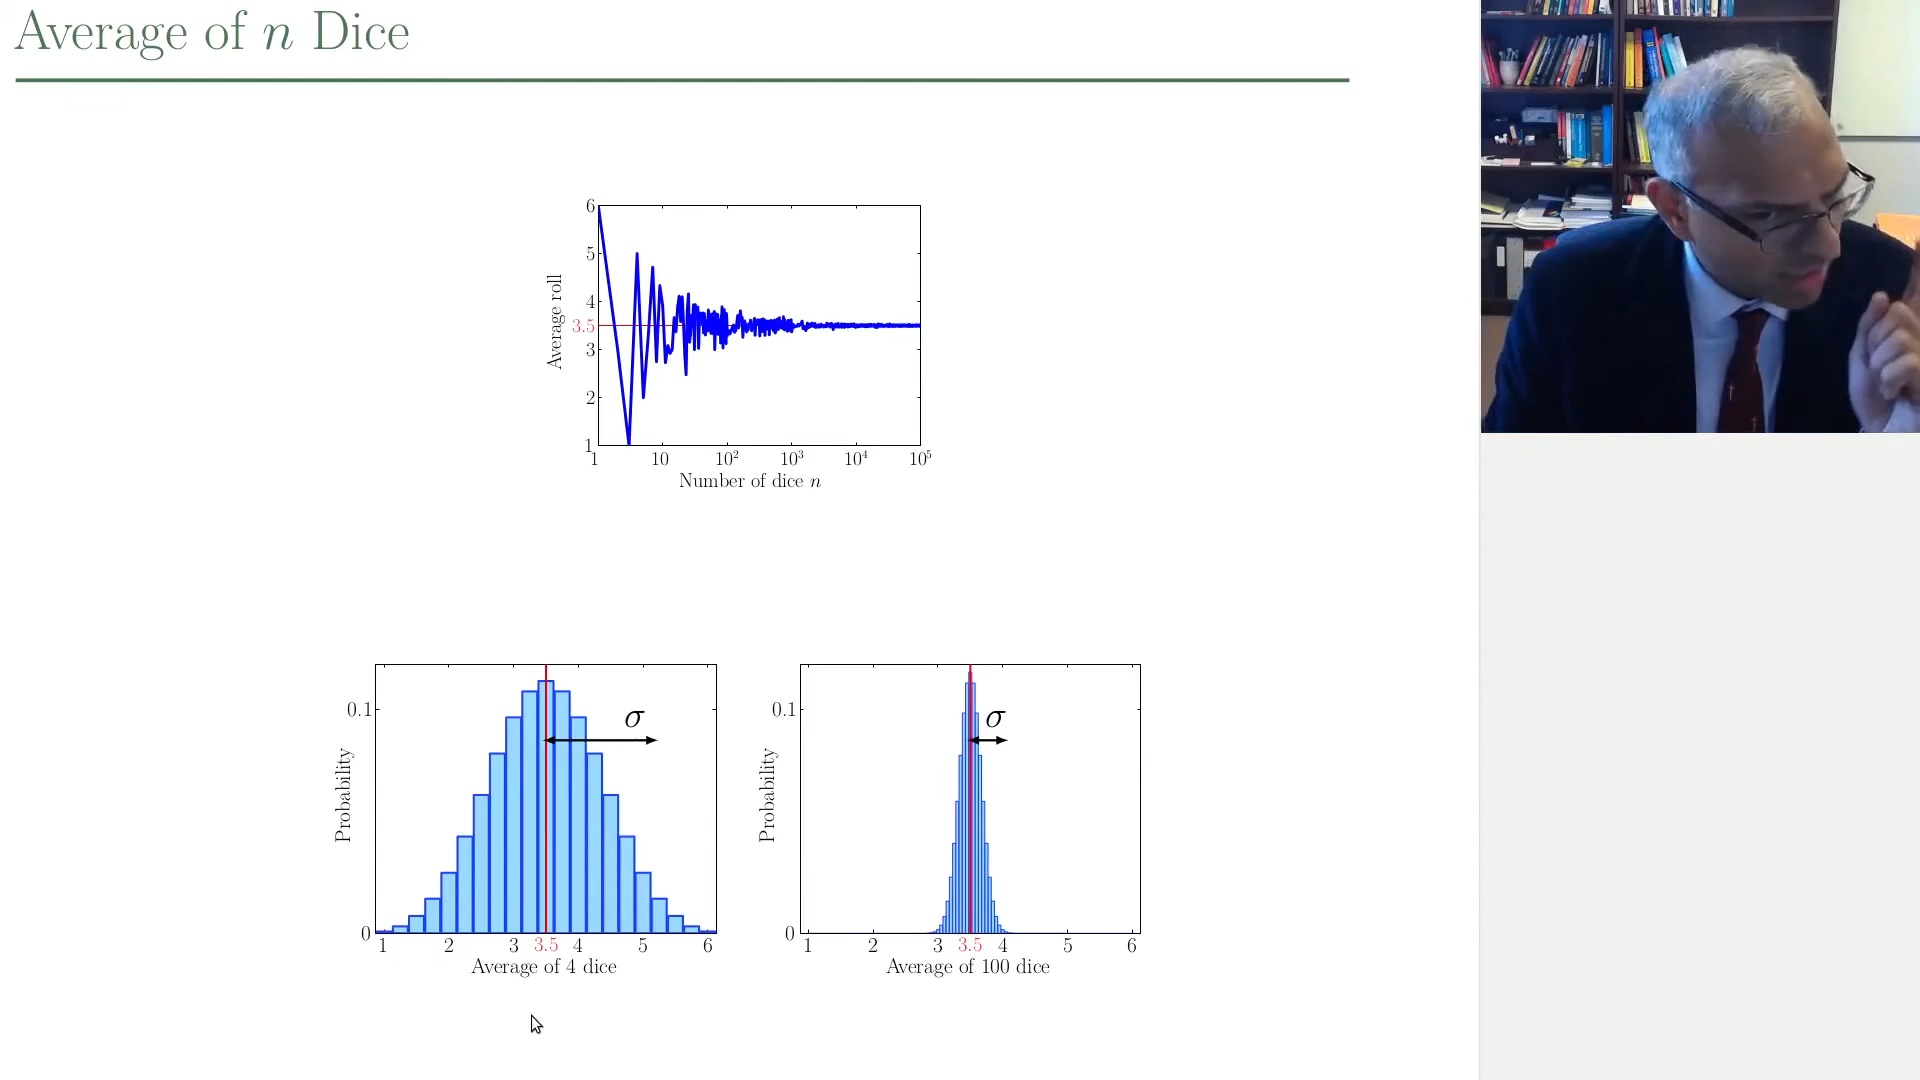 Average of n Dice
6
5
4
3.5
3
2
1
Average roll
1 10 10² 10³ 10⁴ 10⁵
Number of dice n
0.1
0
Probability
σ
1 2 3 3.5 4 5 6
Average of 4 dice
0.1
0
Probability
σ
1 2 3 3.5 4 5 6
Average of 100 dice